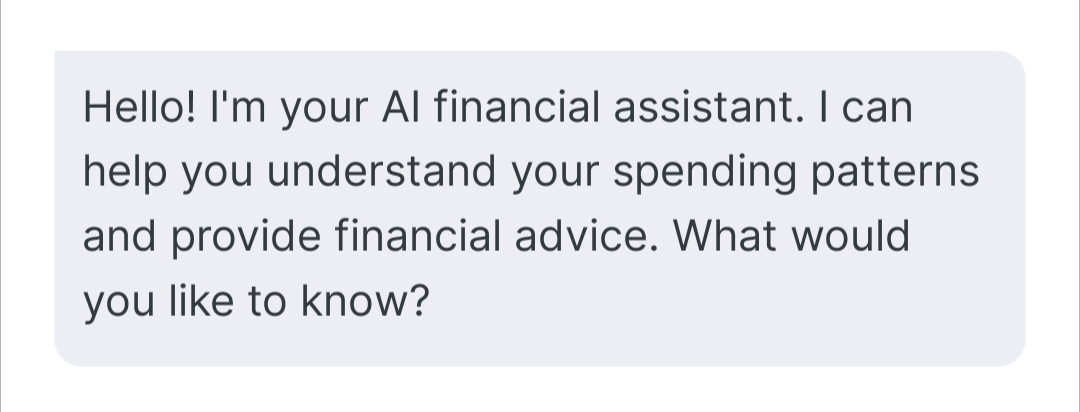 Hello! I'm your AI financial assistant. I can
help you understand your spending patterns
and provide financial advice. What would
you like to know?